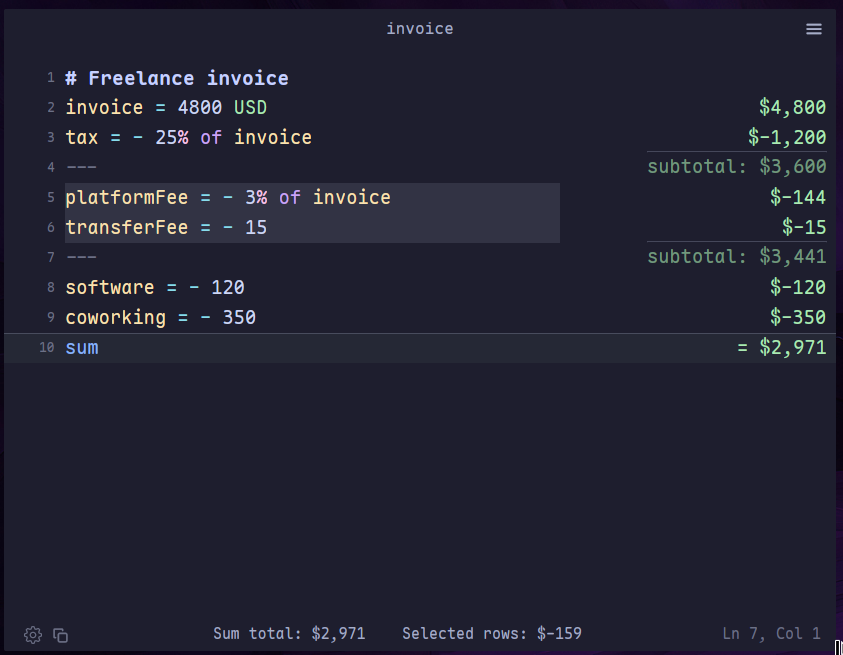 invoice
1 # Freelance invoice
2 invoice = 4800 USD $4,800
3 tax = - 25% of invoice $-1,200
4 --- subtotal: $3,600
5 platformFee = - 3% of invoice $-144
6 transferFee = - 15 $-15
7 --- subtotal: $3,441
8 software = - 120 $-120
9 coworking = - 350 $-350
10 sum = $2,971
Sum total: $2,971 Selected rows: $-159 Ln 7, Col 1